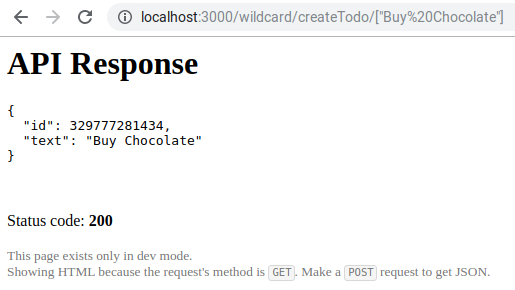 localhost:3000/wildcard/createTodo/["Buy%20Chocolate"]
API Response
{
  "id": 329777281434,
  "text": "Buy Chocolate"
}
Status code: 200
This page exists only in dev mode.
Showing HTML because the request's method is GET. Make a POST request to get JSON.